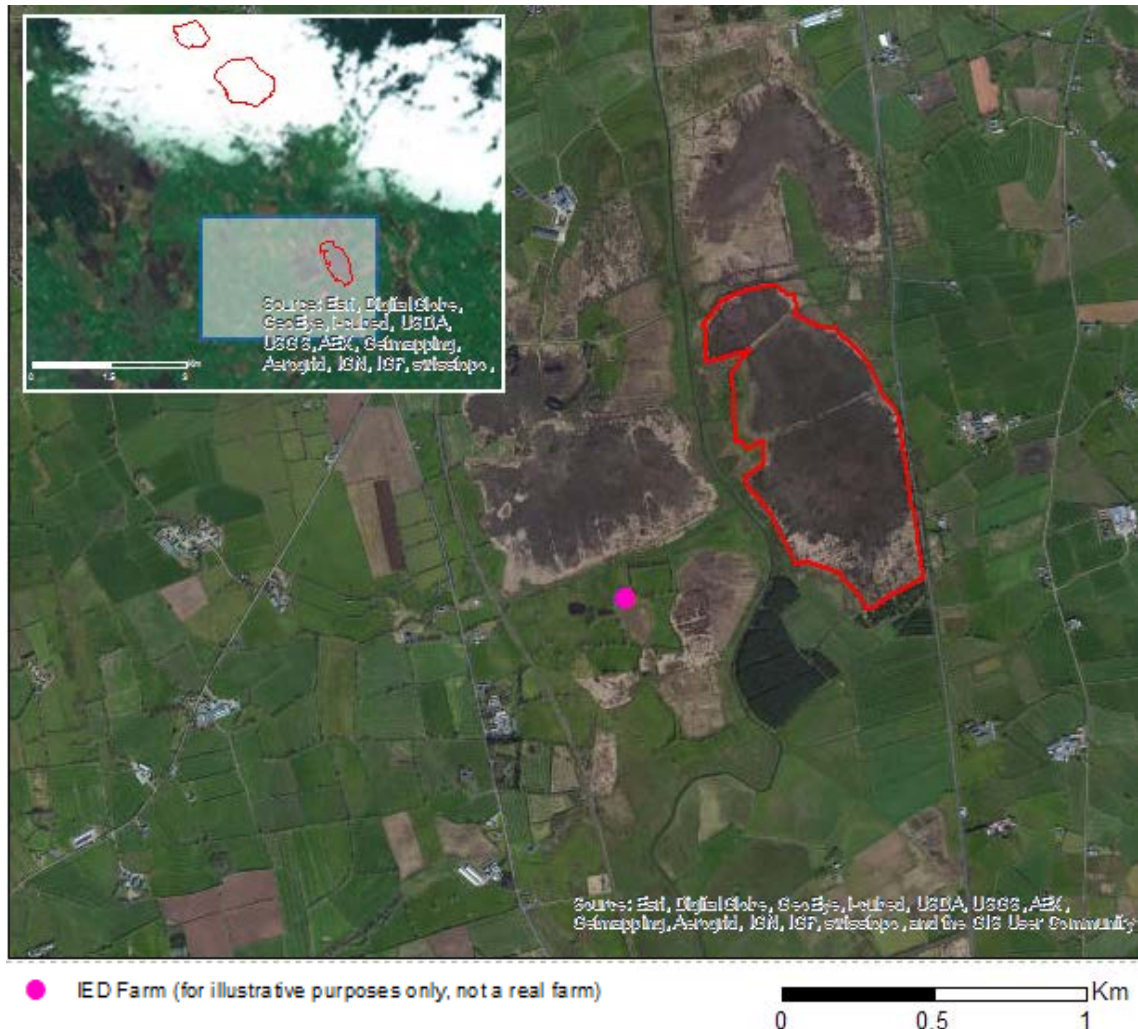 Source: Esri, DigitalGlobe,
GeoEye, i-cubed, USDA,
USGS, AEX, Getmapping,
Aerogrid, IGN, IGP, swisstopo,
Km
0
Source: Esri, DigitalGlobe, GeoEye, i-cubed, USDA, USGS, AEX,
Getmapping, Aerogrid, IGN, IGP, swisstopo, and the GIS User Community
IED Farm (for illustrative purposes only, not a real farm)
Km
0 0.5 1